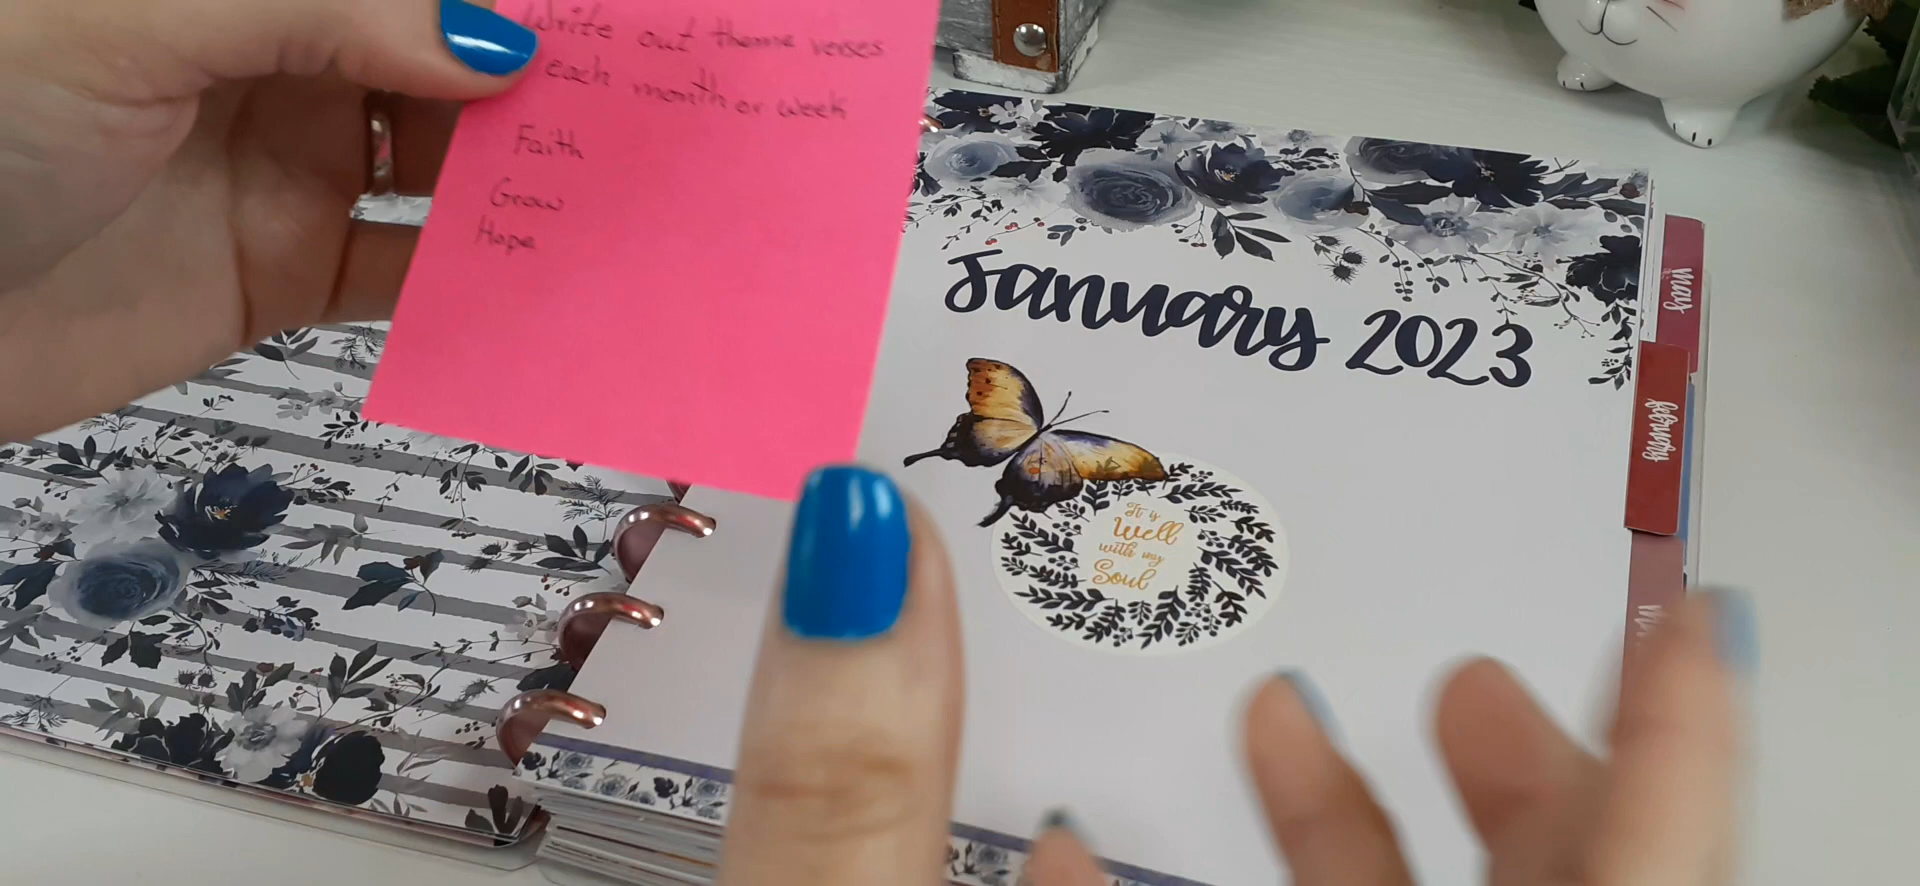 Write out theme verses
each month or week
Faith
Grow
Hope
January 2023
It is
Well
with my
Soul
may
february